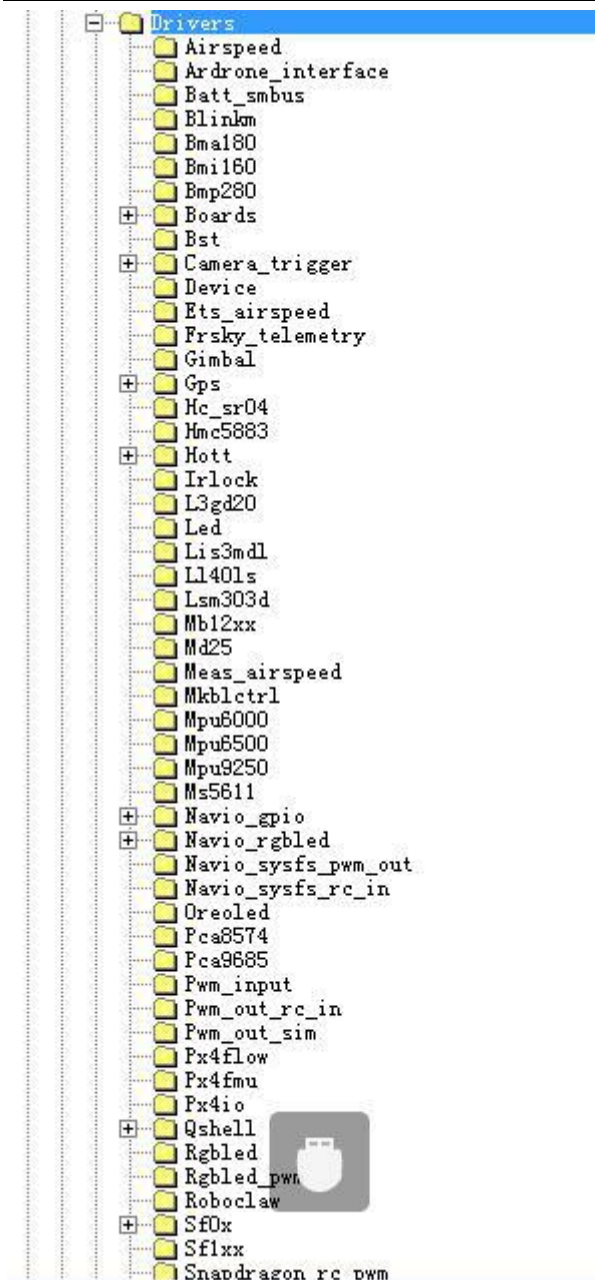 Drivers
Airspeed
Ardrone_interface
Batt_smbus
Blinkm
Bma180
Bmi160
Bmp280
Boards
Bst
Camera_trigger
Device
Ets_airspeed
Frsky_telemetry
Gimbal
Gps
Hc_sr04
Hmc5883
Hott
Irlock
L3gd20
Led
Lis3mdl
Ll40ls
Lsm303d
Mb12xx
Md25
Meas_airspeed
Mkblctrl
Mpu6000
Mpu6500
Mpu9250
Ms5611
Navio_gpio
Navio_rgbled
Navio_sysfs_pwm_out
Navio_sysfs_rc_in
Oreoled
Pca8574
Pca9685
Pwm_input
Pwm_out_rc_in
Pwm_out_sim
Px4flow
Px4fmu
Px4io
Qshell
Rgbled
Rgbled_pwm
Roboclaw
Sf0x
Sf1xx
Snapdragon_rc_pwm